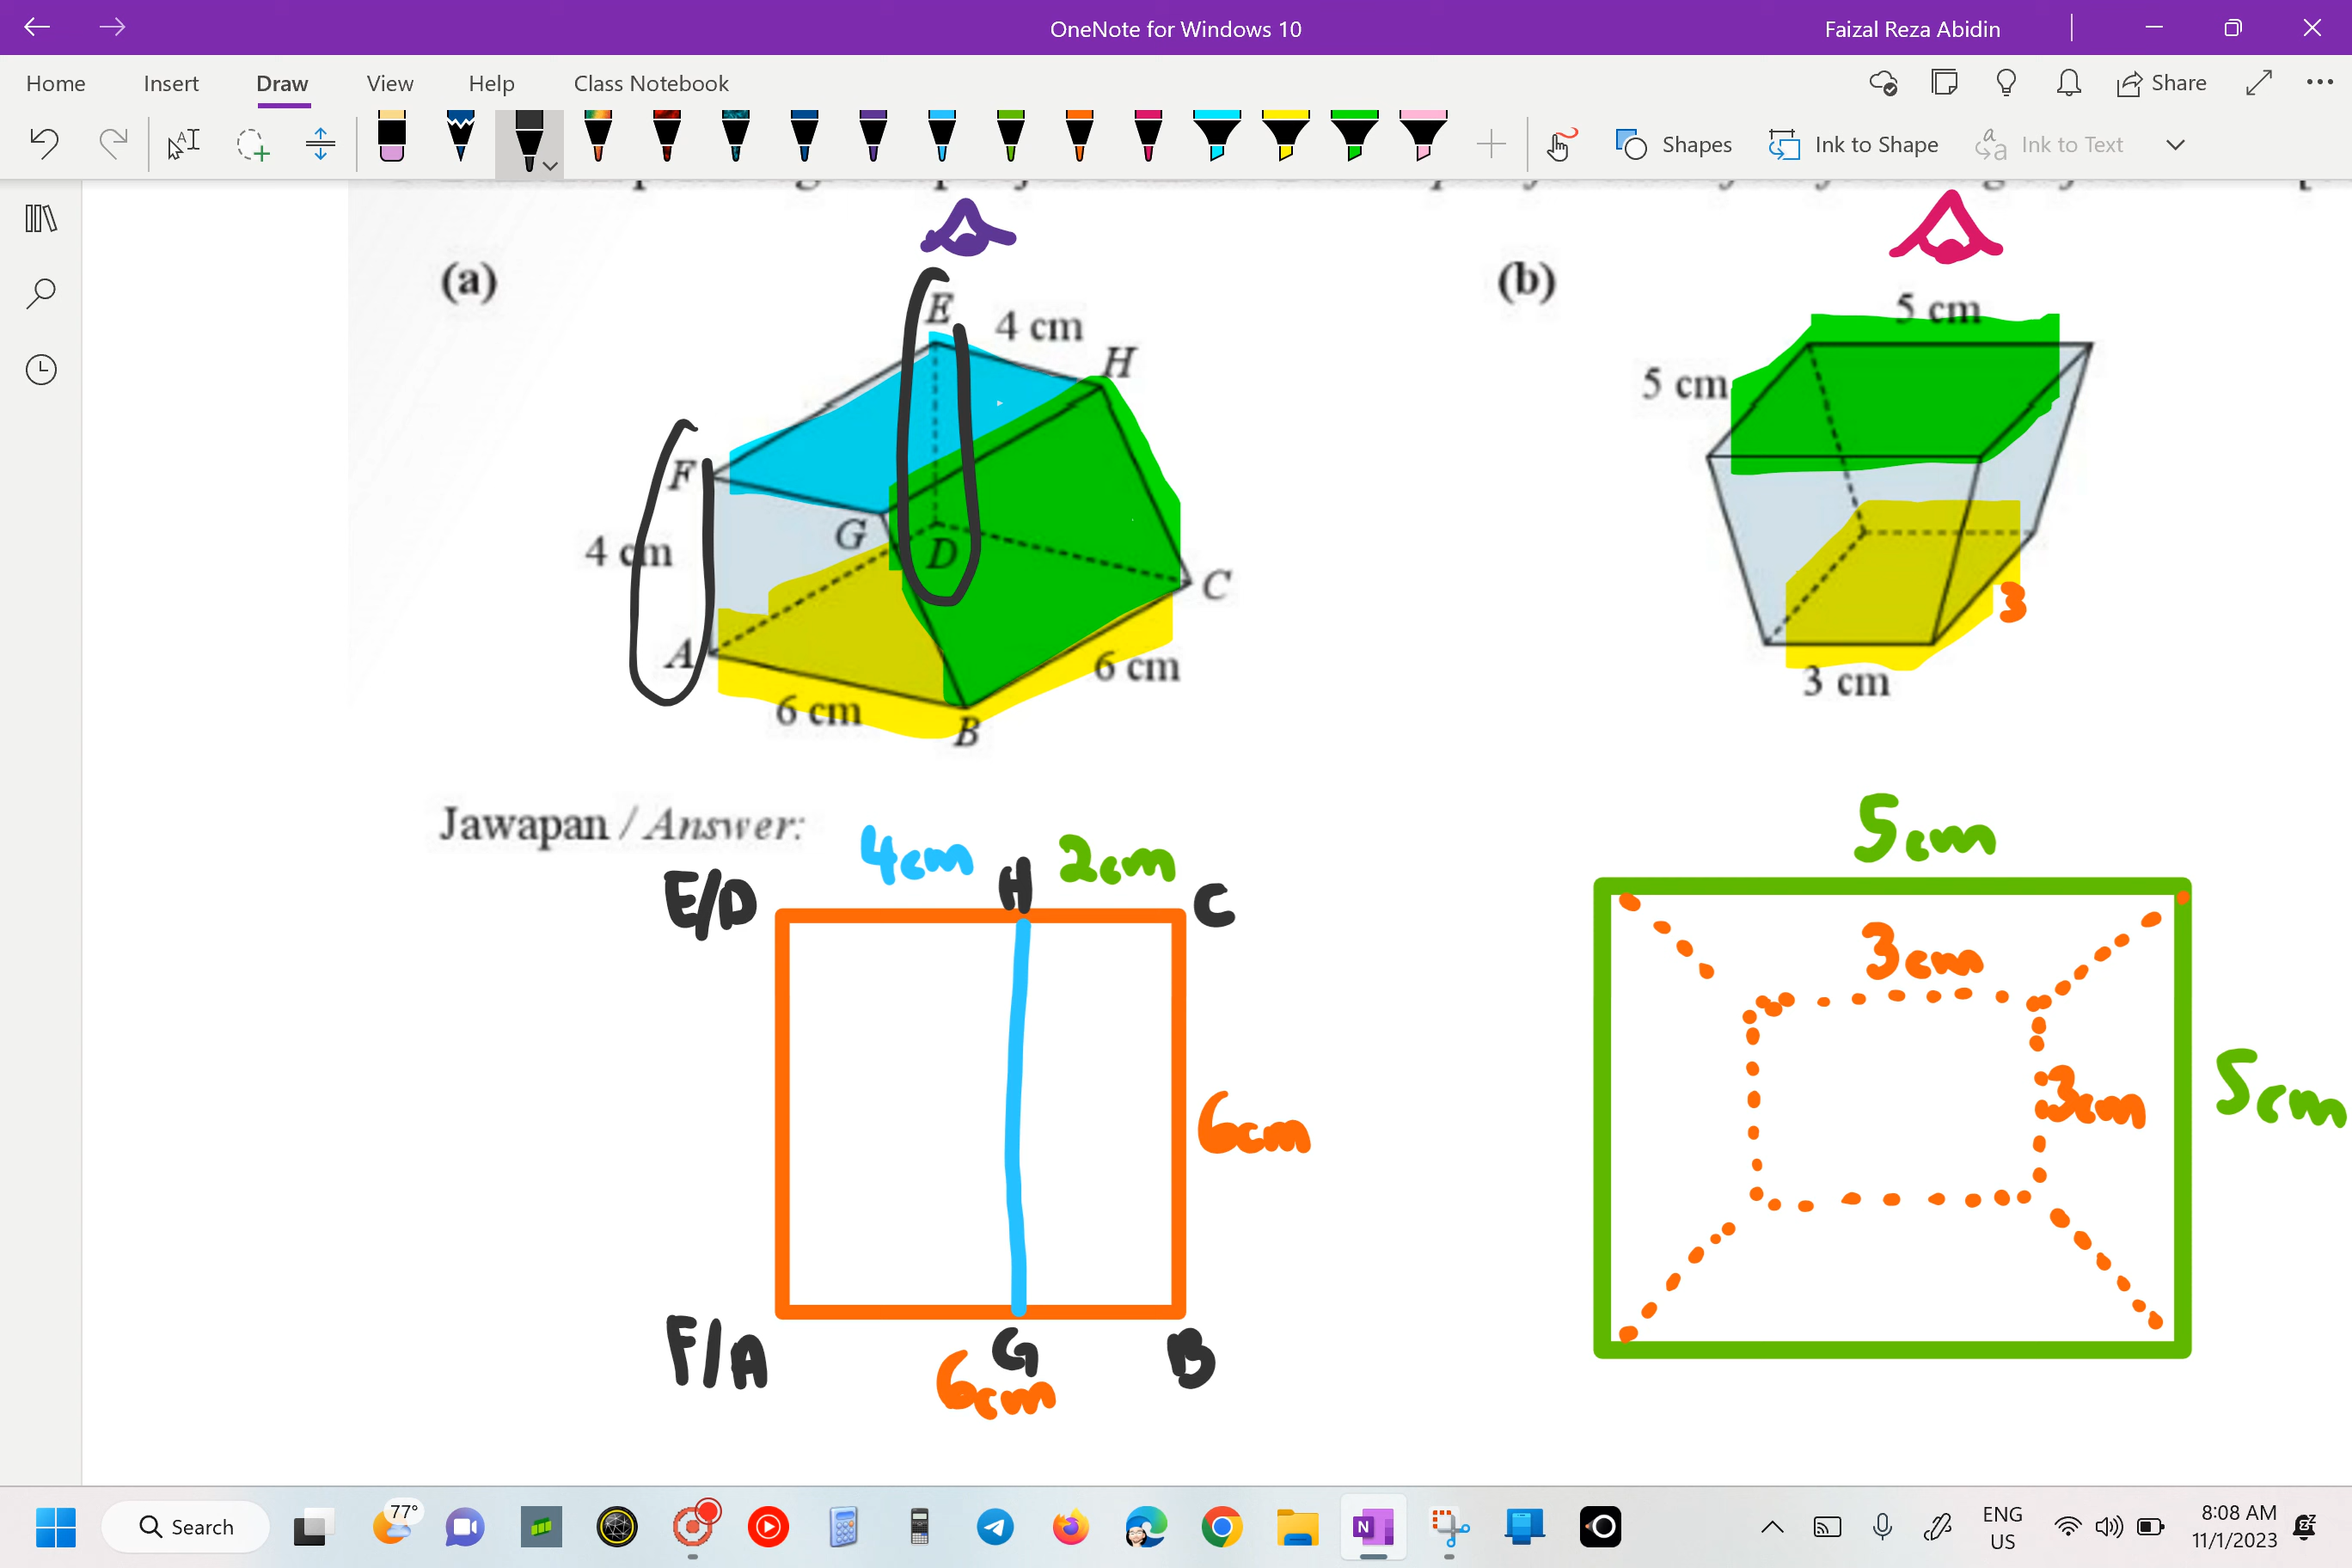 OneNote for Windows 10
Faizal Reza Abidin
Home Insert Draw View Help Class Notebook
Share
Shapes Ink to Shape Ink to Text
(a)
E
4 cm
H
F
G
D
4 cm
C
A
6 cm
6 cm
B
(b)
5 cm
5 cm
3
3 cm
Jawapan / Answer:
4cm H 2cm
E/D C
6cm
F/A G B
6cm
5cm
3cm
3cm
5cm
Search
77°
ENG
US
8:08 AM
11/1/2023